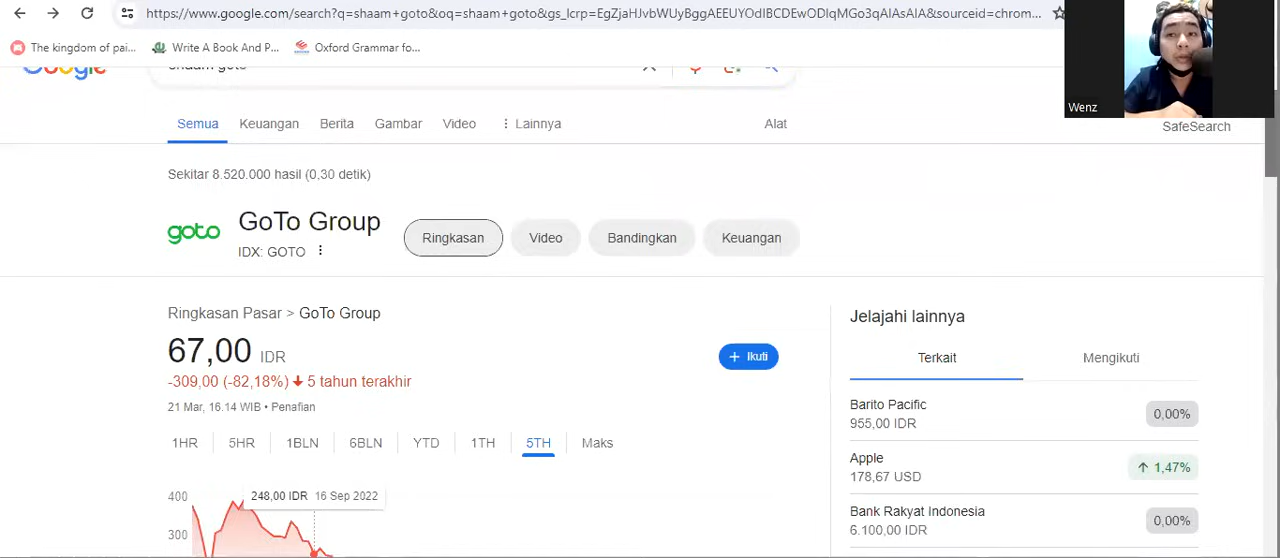 https://www.google.com/search?q=shaam+goto&oq=shaam+goto&gs_lcrp=EgZjaHJvbWUyBggAEEUYOdIBCDEwODIqMGo3qAIAsAIA&sourceid=chrom...
The kingdom of pai...
Write A Book And P...
Oxford Grammar fo...
Wenz
Google
shaam goto
Semua
Keuangan
Berita
Gambar
Video
Lainnya
Alat
SafeSearch
Sekitar 8.520.000 hasil (0,30 detik)
goto
GoTo Group
IDX: GOTO
Ringkasan
Video
Bandingkan
Keuangan
Ringkasan Pasar > GoTo Group
67,00 IDR
+ Ikuti
-309,00 (-82,18%) ↓ 5 tahun terakhir
21 Mar, 16.14 WIB • Penafian
1HR
5HR
1BLN
6BLN
YTD
1TH
5TH
Maks
400
248,00 IDR 16 Sep 2022
300
Jelajahi lainnya
Terkait
Mengikuti
Barito Pacific
955,00 IDR
0,00%
Apple
178,67 USD
↑ 1,47%
Bank Rakyat Indonesia
6.100,00 IDR
0,00%